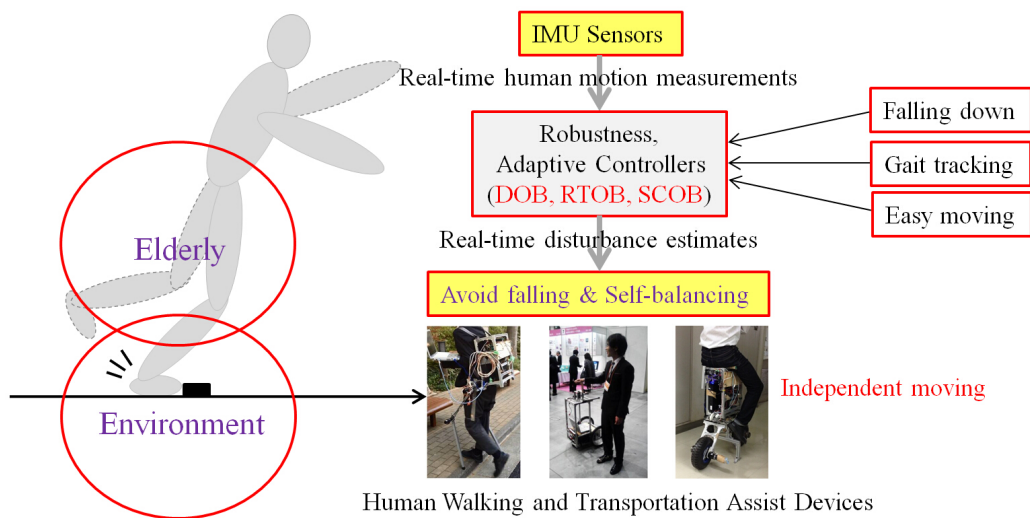 IMU Sensors
Real-time human motion measurements
Falling down
Robustness,
Adaptive Controllers
(DOB, RTOB, SCOB)
Gait tracking
Easy moving
Real-time disturbance estimates
Elderly
Avoid falling & Self-balancing
Independent moving
Environment
Human Walking and Transportation Assist Devices